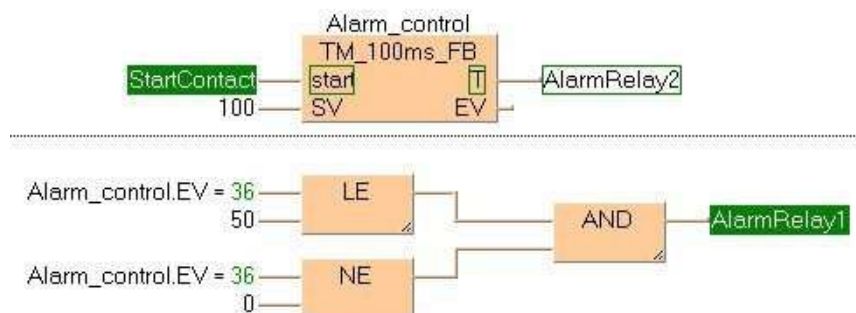 Alarm_control
TM_100ms_FB
StartContact start T AlarmRelay2
100 SV EV
Alarm_control.EV = 36 LE
50 AND AlarmRelay1
Alarm_control.EV = 36 NE
0